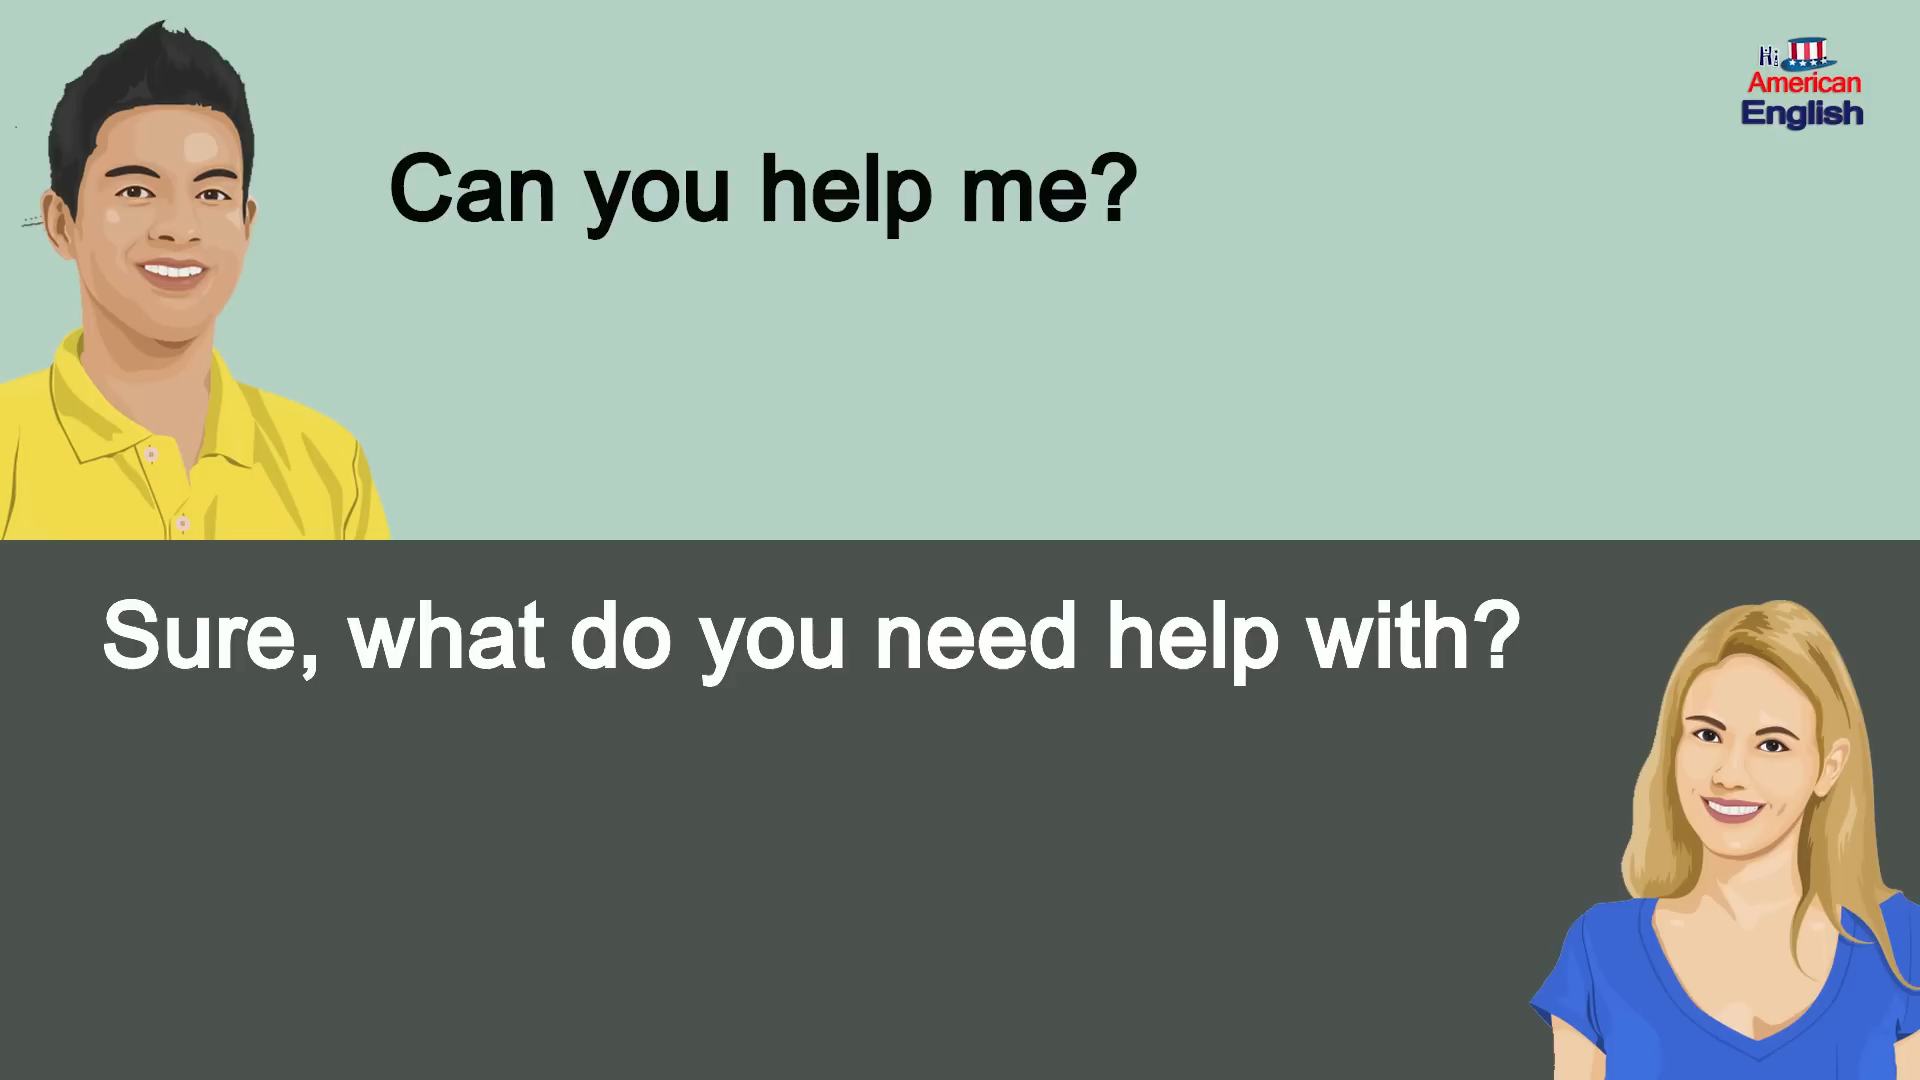 Hi
American
English
Can you help me?
Sure, what do you need help with?